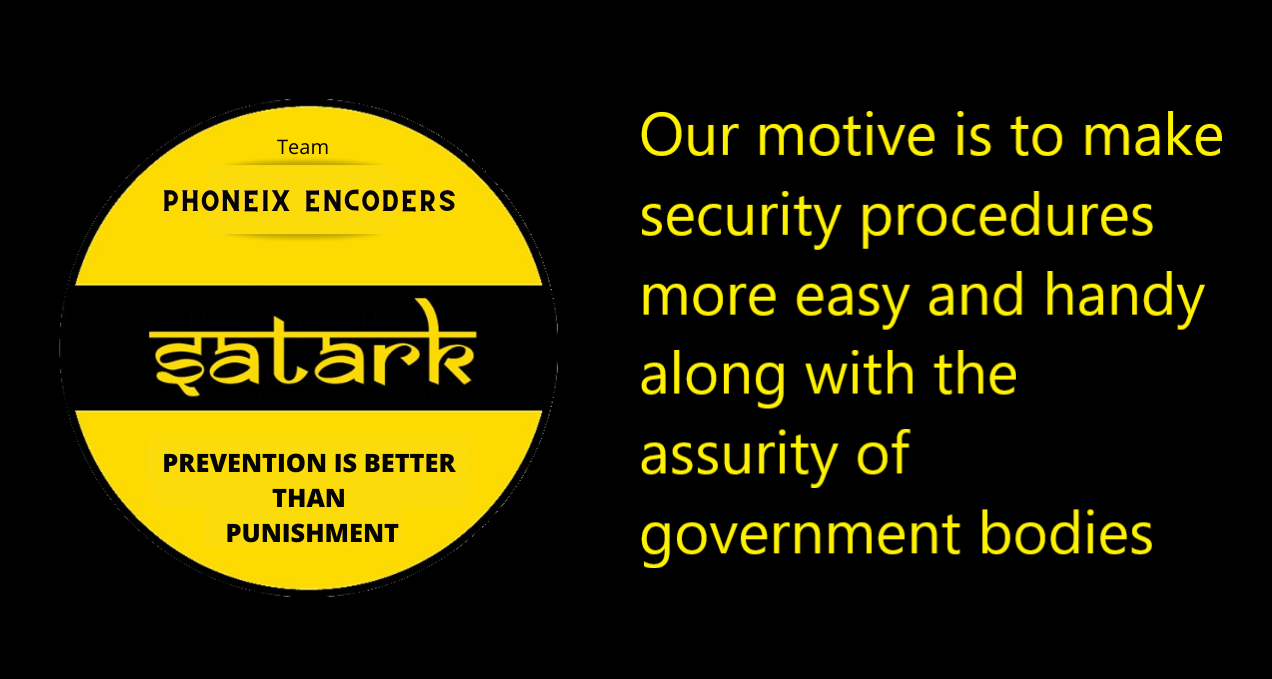 Team
PHONEIX ENCODERS
satark
PREVENTION IS BETTER
THAN
PUNISHMENT
Our motive is to make
security procedures
more easy and handy
along with the
assurity of
government bodies